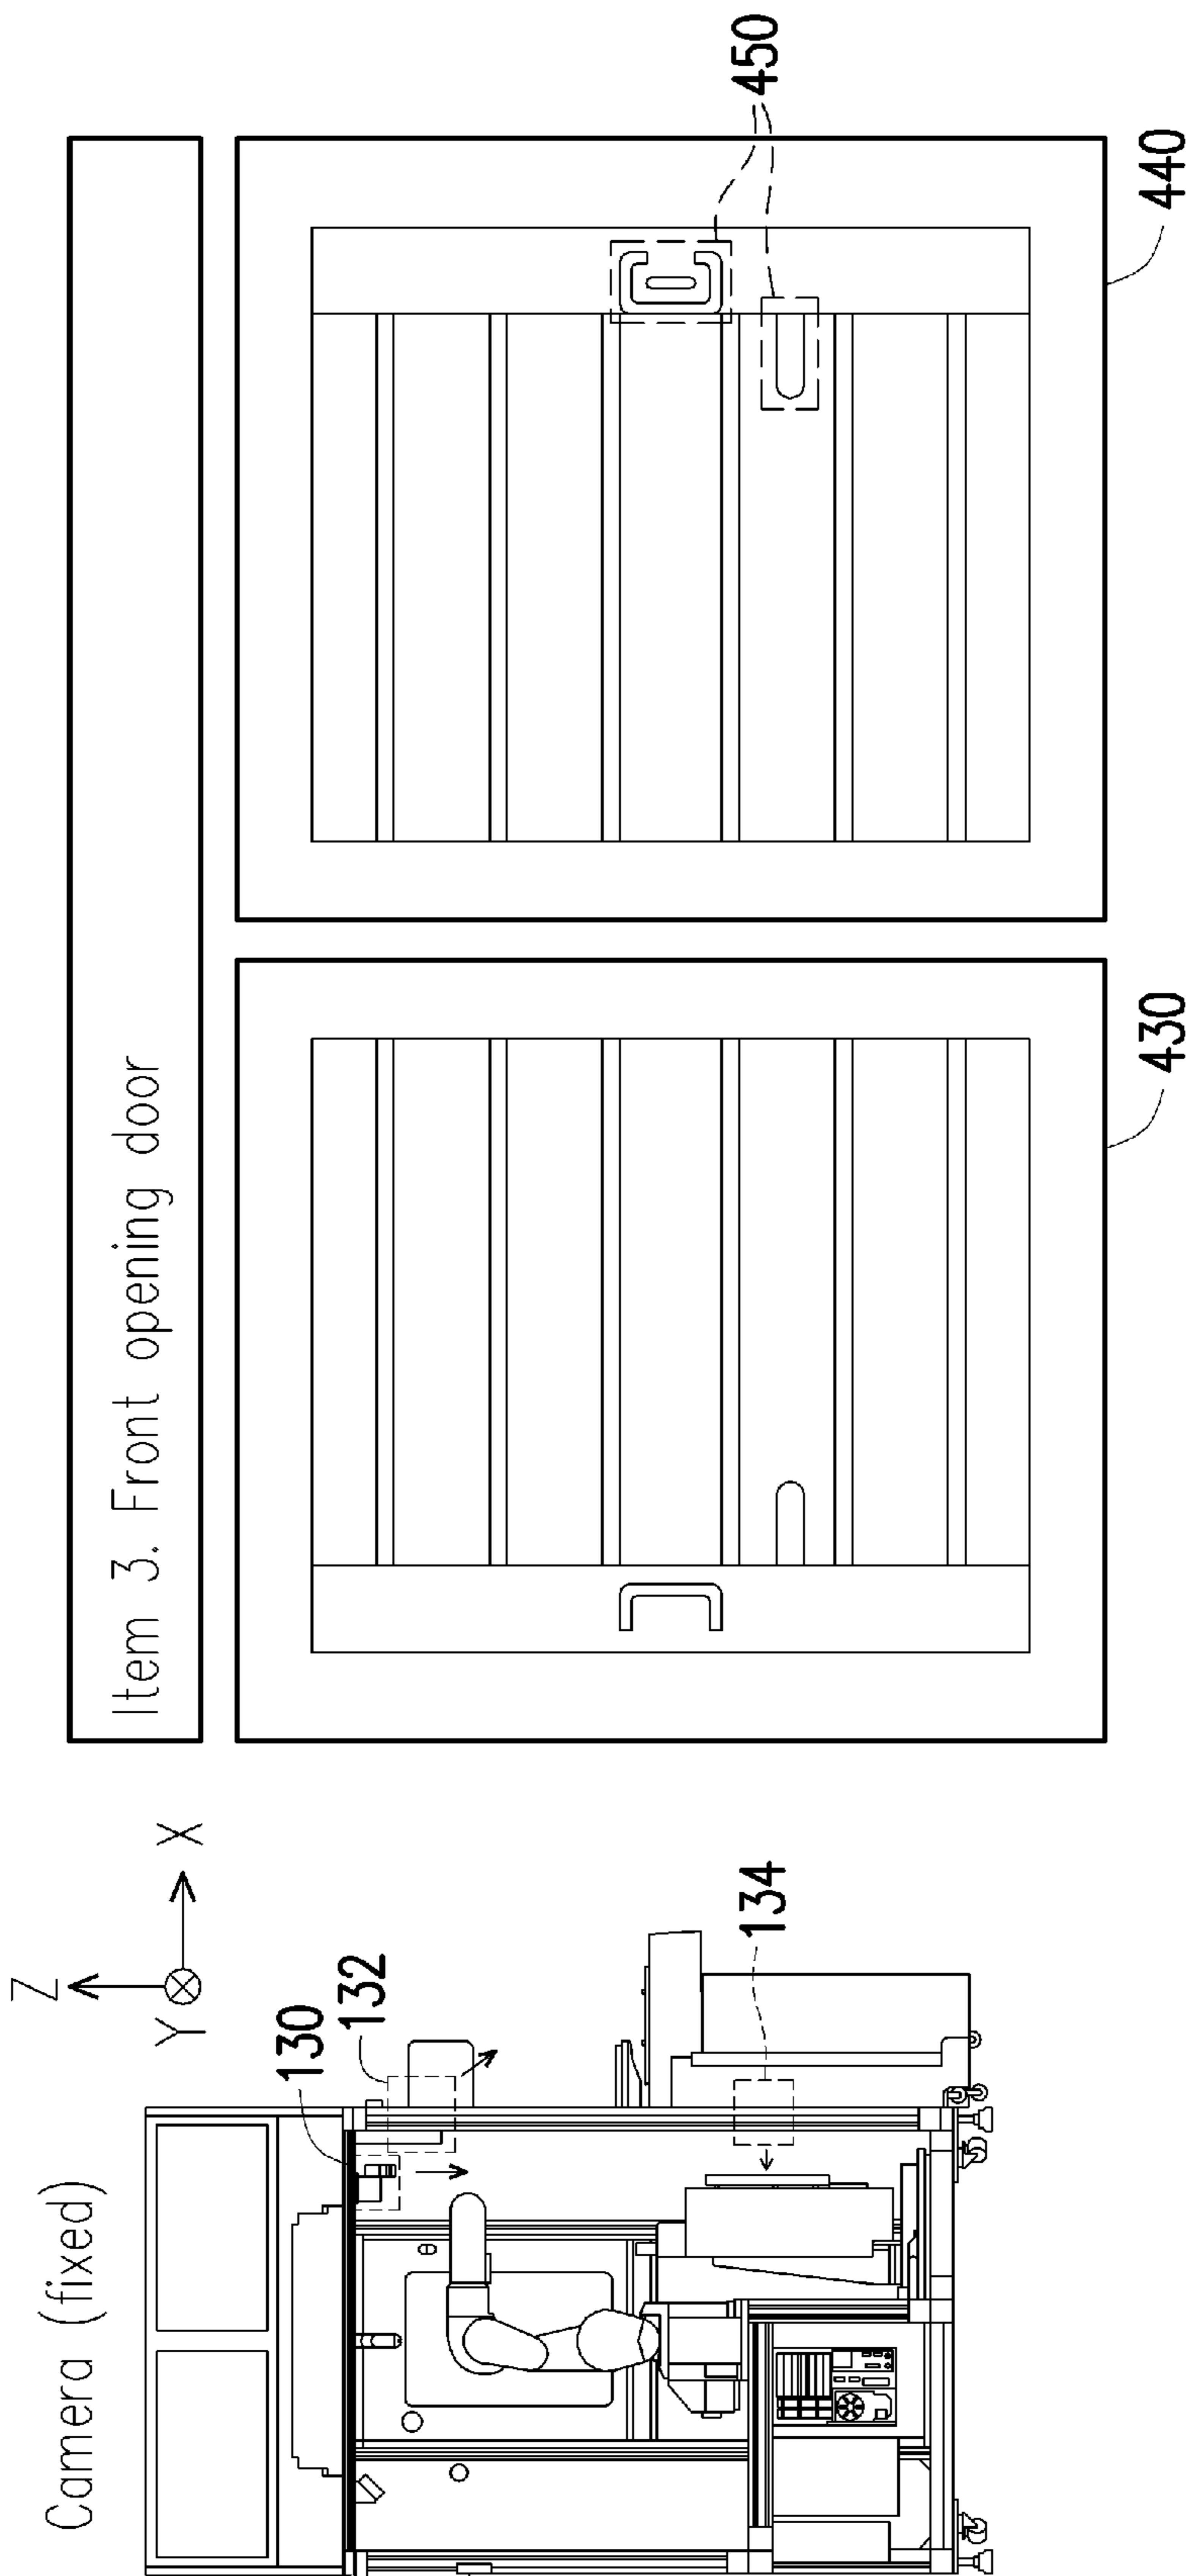 Camera (fixed)
Z
Y
X
130
132
134
Item 3. Front opening door
430
440
450